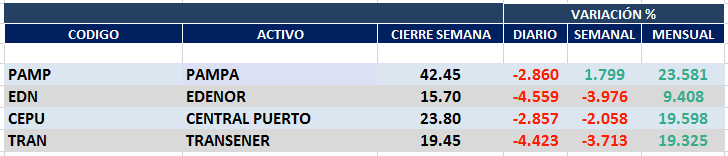 VARIACIÓN %
CODIGO ACTIVO CIERRE SEMANA DIARIO SEMANAL MENSUAL
PAMP PAMPA 42.45 -2.860 1.799 23.581
EDN EDENOR 15.70 -4.559 -3.976 9.408
CEPU CENTRAL PUERTO 23.80 -2.857 -2.058 19.598
TRAN TRANSENER 19.45 -4.423 -3.713 19.325